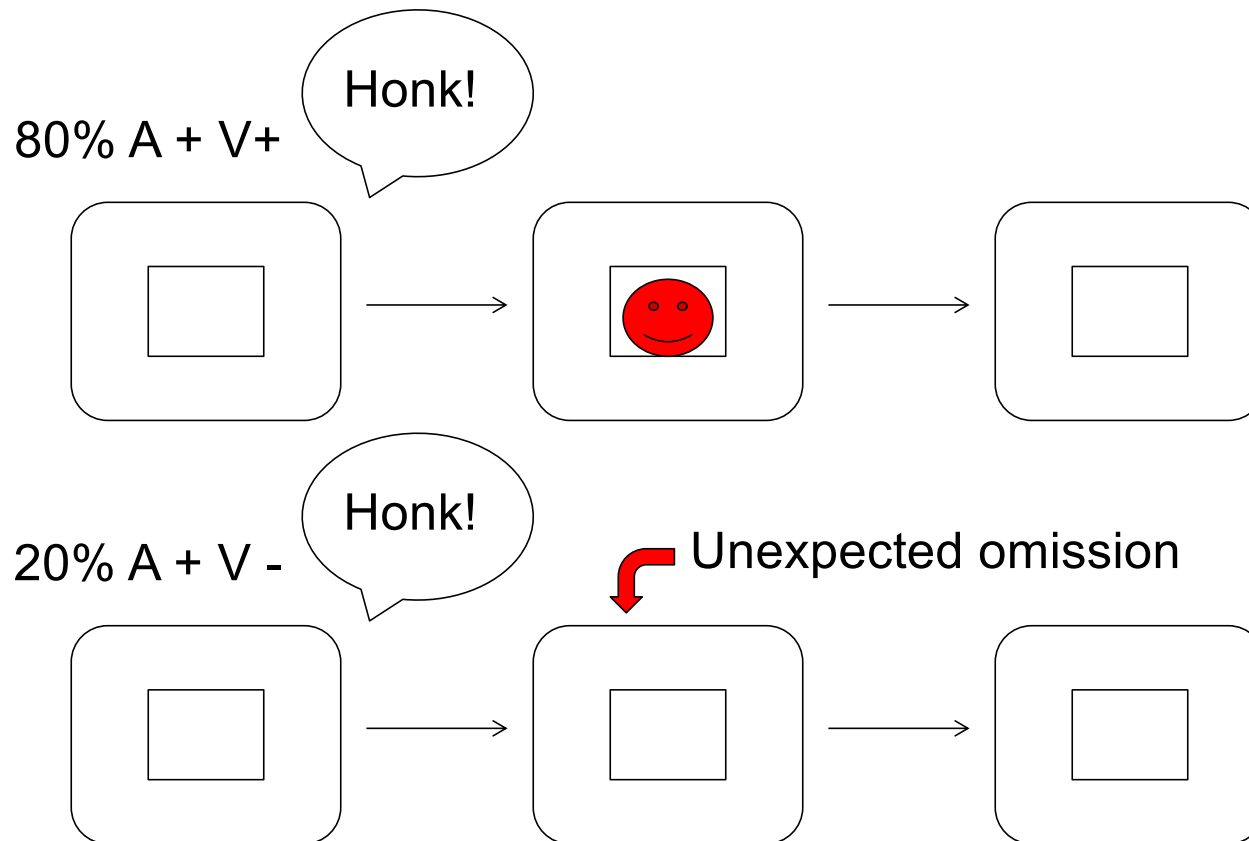 Honk!
80% A + V+
Honk!
20% A + V -
Unexpected omission